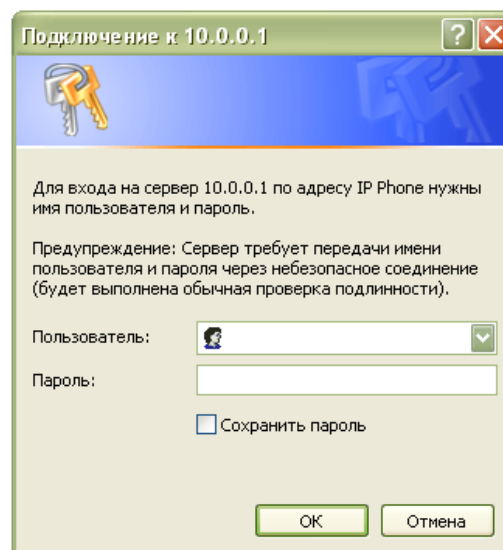 Подключение к 10.0.0.1
Для входа на сервер 10.0.0.1 по адресу IP Phone нужны
имя пользователя и пароль.
Предупреждение: Сервер требует передачи имени
пользователя и пароля через небезопасное соединение
(будет выполнена обычная проверка подлинности).
Пользователь:
Пароль:
Сохранить пароль
ОК Отмена